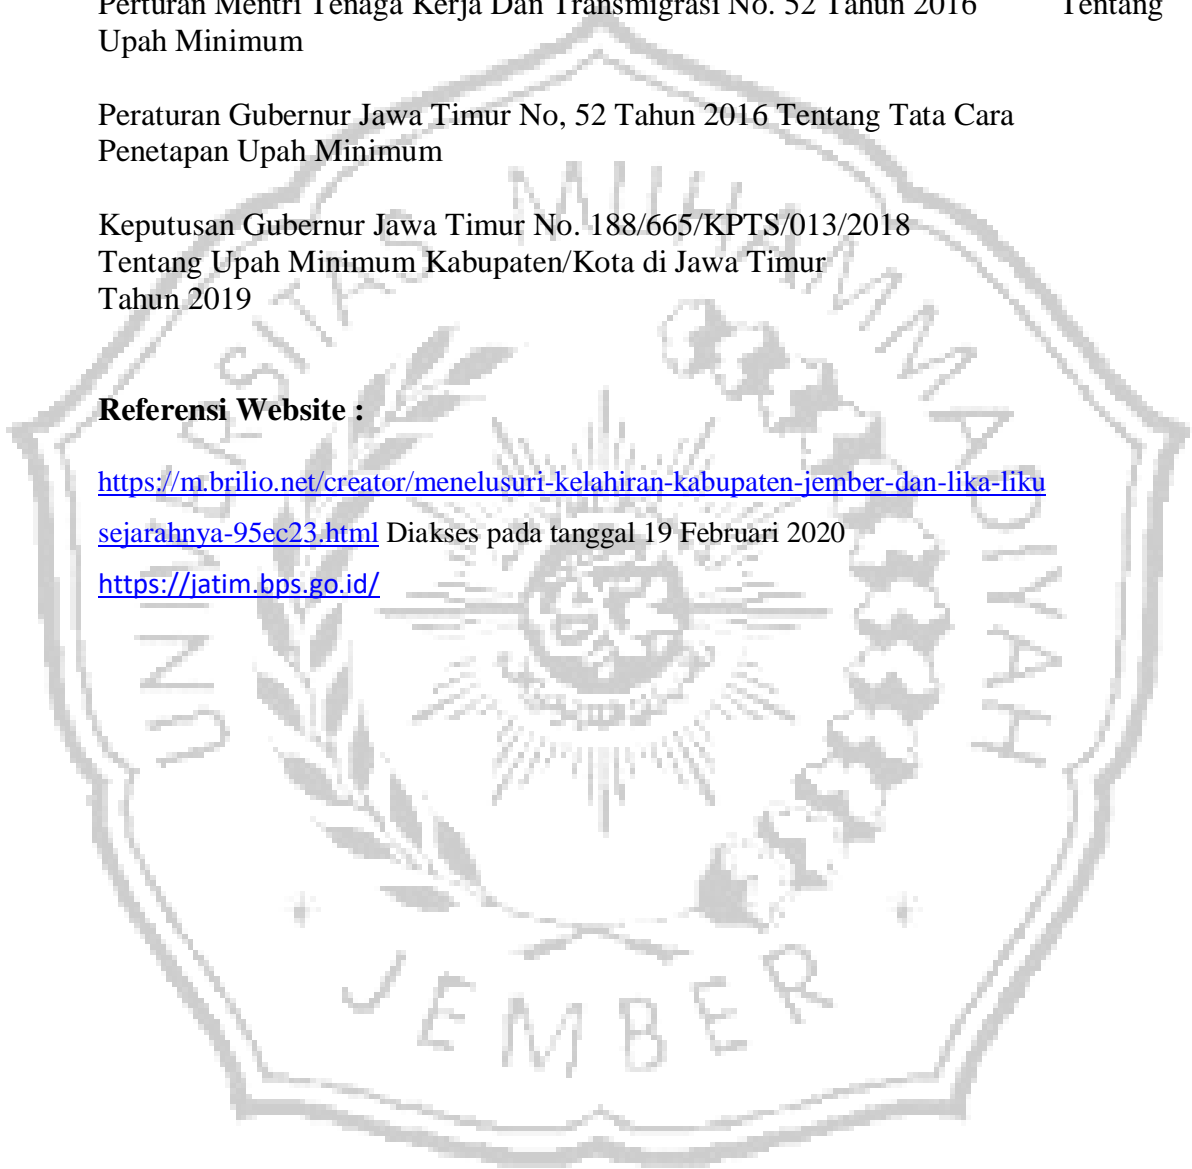 Perturan Mentri Tenaga Kerja Dan Transmigrasi No. 52 Tahun 2016 Tentang
Upah Minimum
Peraturan Gubernur Jawa Timur No, 52 Tahun 2016 Tentang Tata Cara
Penetapan Upah Minimum
Keputusan Gubernur Jawa Timur No. 188/665/KPTS/013/2018
Tentang Upah Minimum Kabupaten/Kota di Jawa Timur
Tahun 2019
Referensi Website :
https://m.brilio.net/creator/menelusuri-kelahiran-kabupaten-jember-dan-lika-liku
sejarahnya-95ec23.html Diakses pada tanggal 19 Februari 2020
https://jatim.bps.go.id/
UNIVERSITAS MUHAMMADIYAH
JEMBER